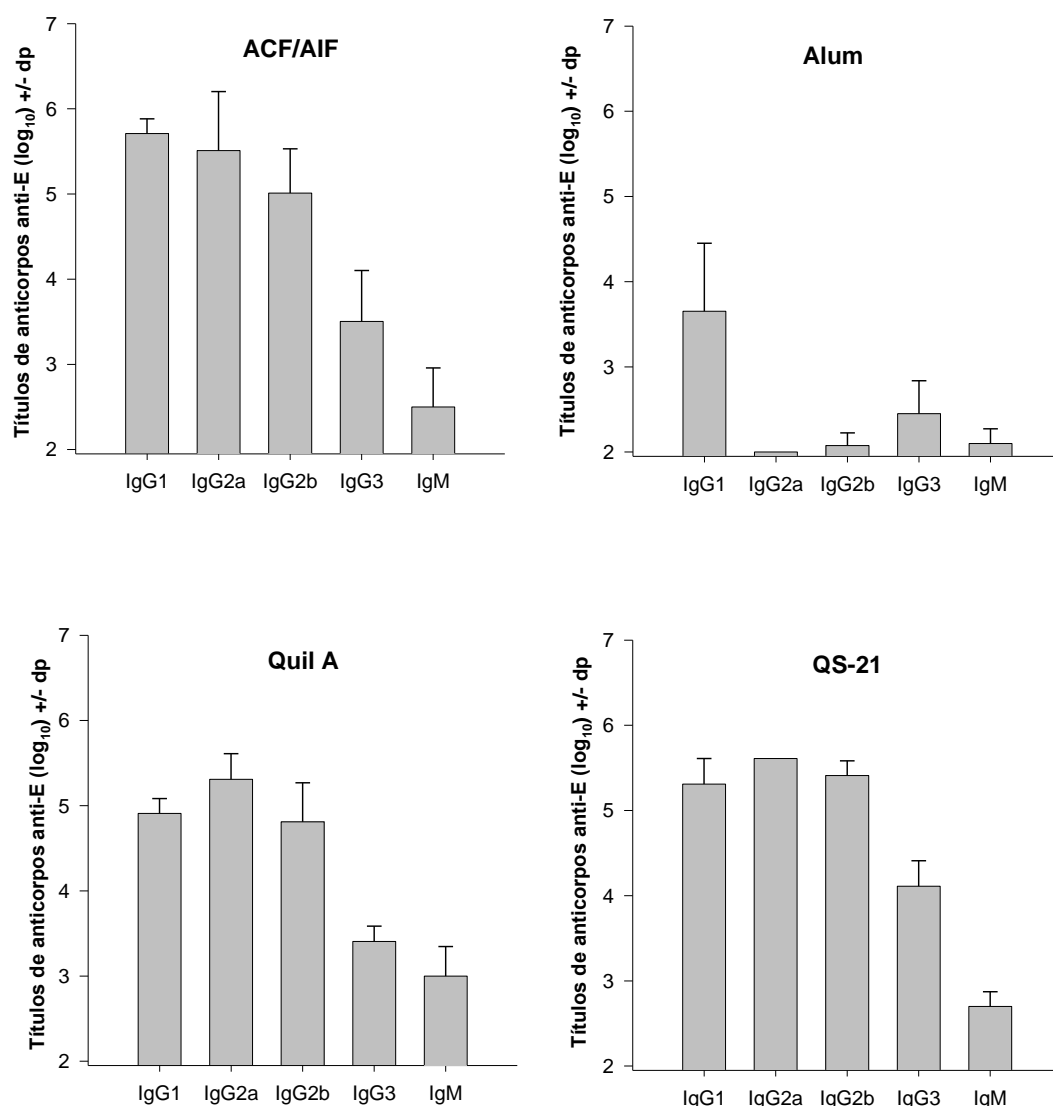 ACF/AIF
Títulos de anticorpos anti-E (log10) +/- dp
7
6
5
4
3
2
IgG1 IgG2a IgG2b IgG3 IgM
Alum
Títulos de anticorpos anti-E (log10) +/- dp
7
6
5
4
3
2
IgG1 IgG2a IgG2b IgG3 IgM
Quil A
Títulos de anticorpos anti-E (log10) +/- dp
7
6
5
4
3
2
IgG1 IgG2a IgG2b IgG3 IgM
QS-21
Títulos de anticorpos anti-E (log10) +/- dp
7
6
5
4
3
2
IgG1 IgG2a IgG2b IgG3 IgM